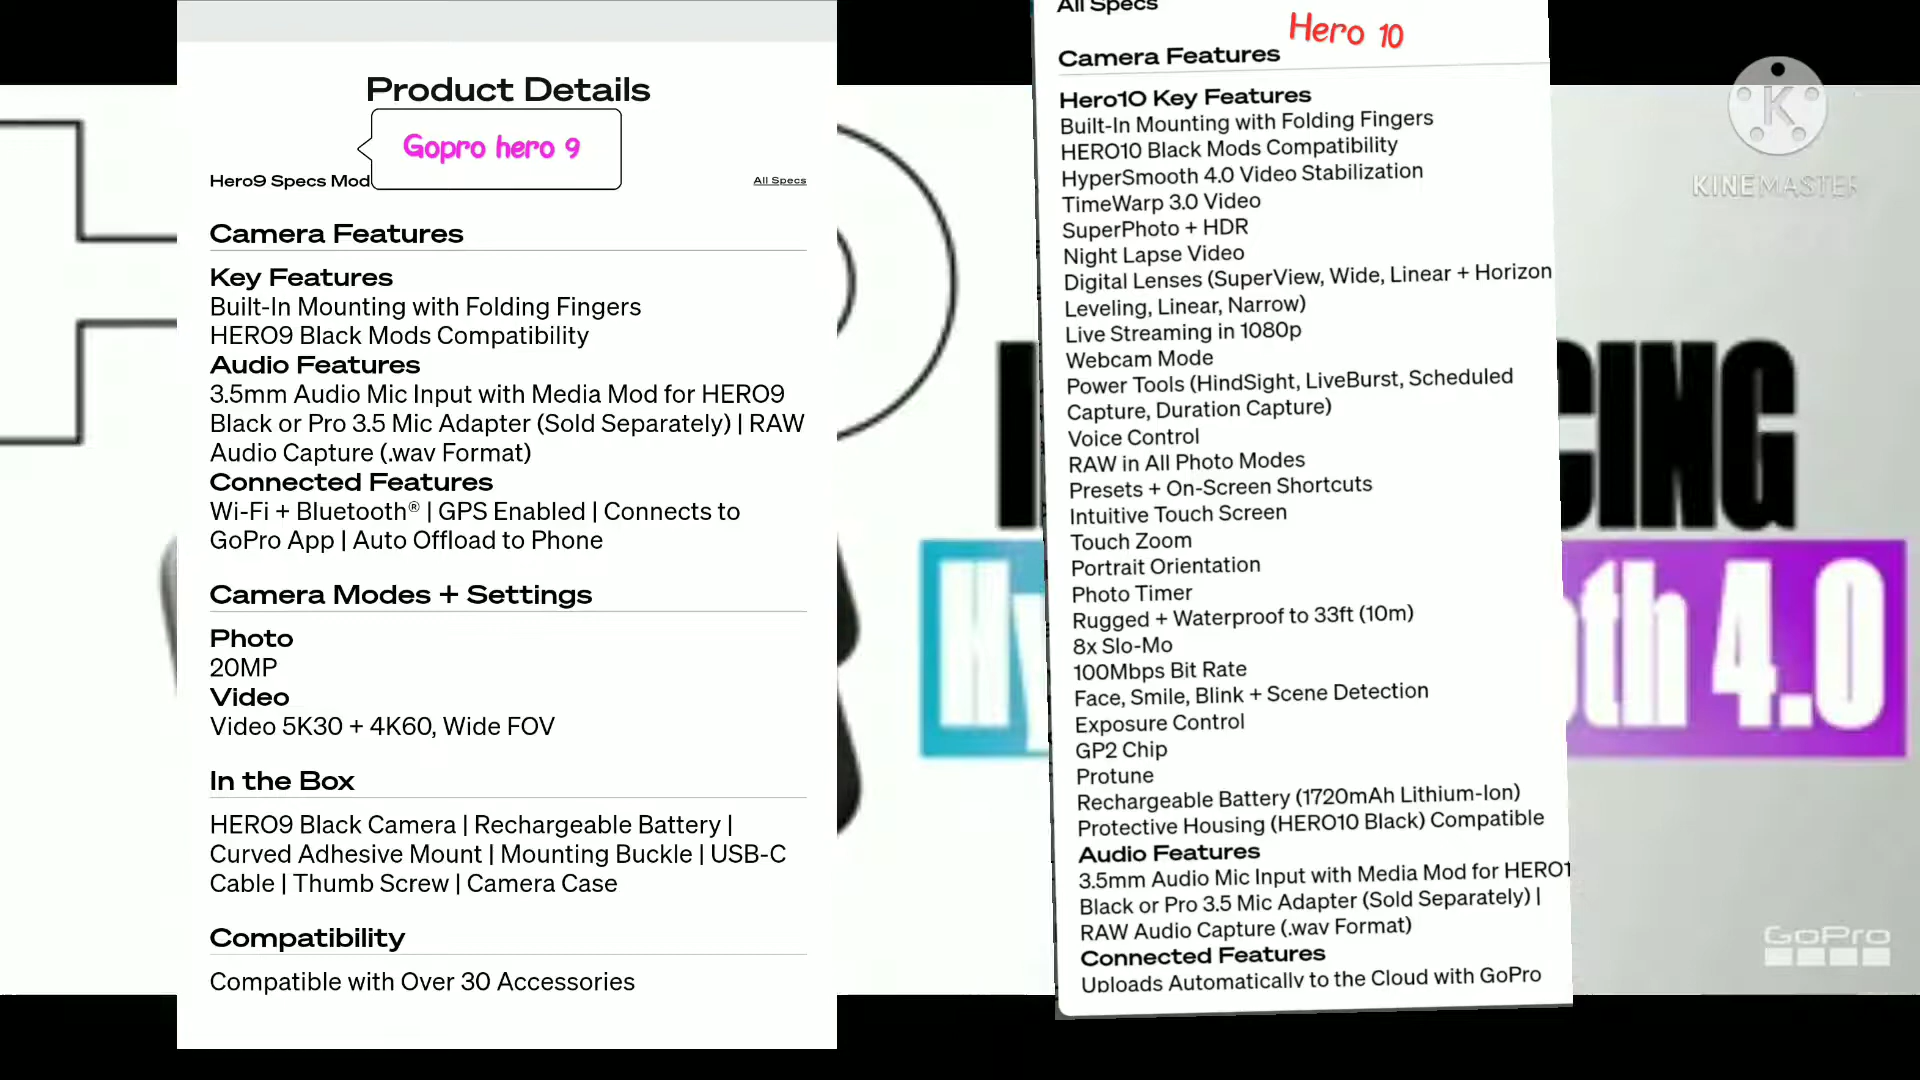 Product Details
Gopro hero 9
Hero9 Specs Mod
All Specs
Camera Features
Key Features
Built-In Mounting with Folding Fingers
HERO9 Black Mods Compatibility
Audio Features
3.5mm Audio Mic Input with Media Mod for HERO9
Black or Pro 3.5 Mic Adapter (Sold Separately) | RAW
Audio Capture (.wav Format)
Connected Features
Wi-Fi + Bluetooth® | GPS Enabled | Connects to
GoPro App | Auto Offload to Phone
Camera Modes + Settings
Photo
20MP
Video
Video 5K30 + 4K60, Wide FOV
In the Box
HERO9 Black Camera | Rechargeable Battery |
Curved Adhesive Mount | Mounting Buckle | USB-C
Cable | Thumb Screw | Camera Case
Compatibility
Compatible with Over 30 Accessories
All Specs
Hero 10
Camera Features
Hero10 Key Features
Built-In Mounting with Folding Fingers
HERO10 Black Mods Compatibility
HyperSmooth 4.0 Video Stabilization
TimeWarp 3.0 Video
SuperPhoto + HDR
Night Lapse Video
Digital Lenses (SuperView, Wide, Linear + Horizon
Leveling, Linear, Narrow)
Live Streaming in 1080p
Webcam Mode
Power Tools (HindSight, LiveBurst, Scheduled
Capture, Duration Capture)
Voice Control
RAW in All Photo Modes
Presets + On-Screen Shortcuts
Intuitive Touch Screen
Touch Zoom
Portrait Orientation
Photo Timer
Rugged + Waterproof to 33ft (10m)
8x Slo-Mo
100Mbps Bit Rate
Face, Smile, Blink + Scene Detection
Exposure Control
GP2 Chip
Protune
Rechargeable Battery (1720mAh Lithium-Ion)
Protective Housing (HERO10 Black) Compatible
Audio Features
3.5mm Audio Mic Input with Media Mod for HERO1
Black or Pro 3.5 Mic Adapter (Sold Separately) |
RAW Audio Capture (.wav Format)
Connected Features
Uploads Automatically to the Cloud with GoPro
K
KINEMASTER
CING
oth 4.0
GoPro